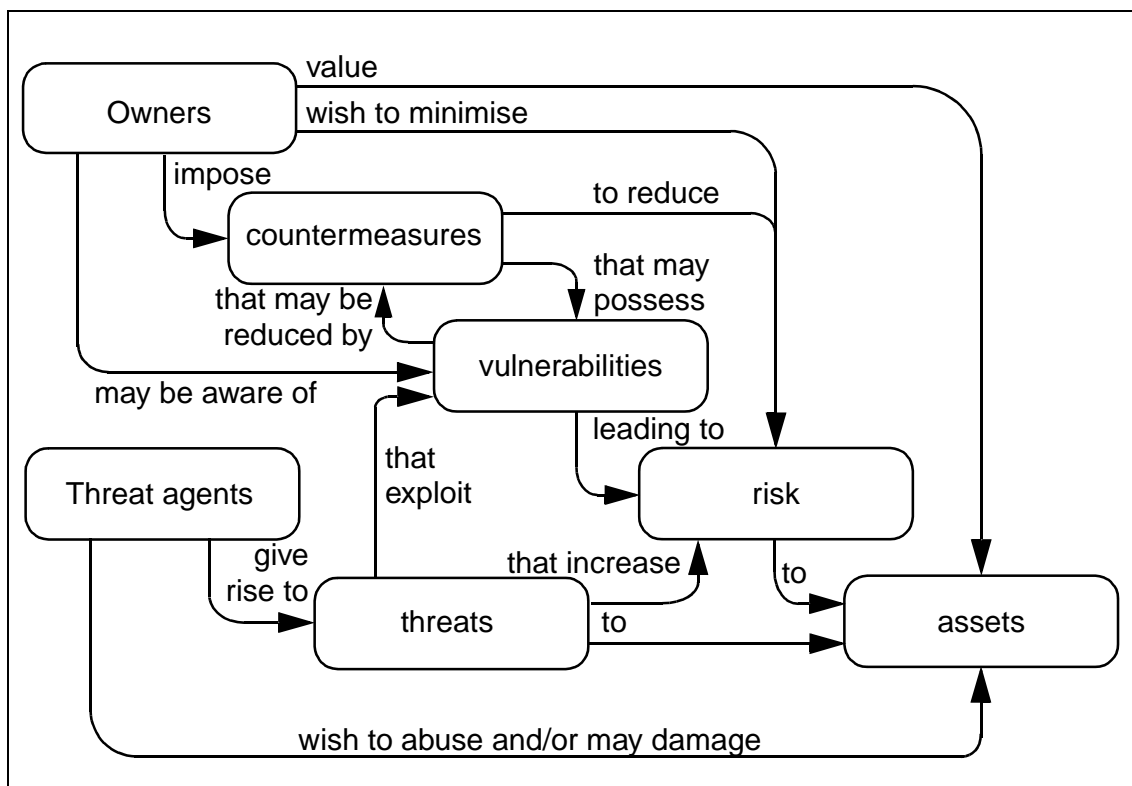 value
Owners
wish to minimise
impose
to reduce
countermeasures
that may
possess
that may be
reduced by
vulnerabilities
may be aware of
leading to
that
exploit
Threat agents
risk
give
rise to
that increase
to
threats
to
assets
wish to abuse and/or may damage